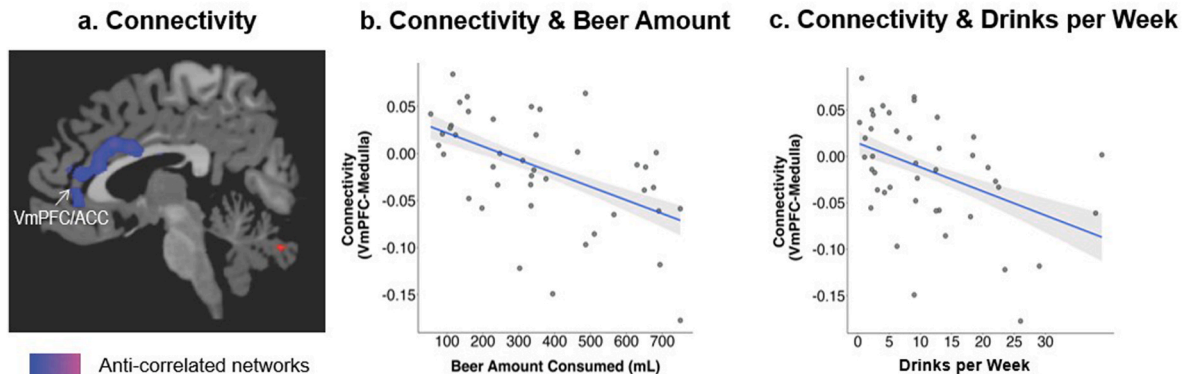 a. Connectivity
VmPFC/ACC
Anti-correlated networks
b. Connectivity & Beer Amount
Connectivity
(VmPFC-Medulla)
0.05
0.00
-0.05
-0.10
-0.15
100 200 300 400 500 600 700
Beer Amount Consumed (mL)
c. Connectivity & Drinks per Week
Connectivity
(VmPFC-Medulla)
0.05
0.00
-0.05
-0.10
-0.15
0 5 10 15 20 25 30
Drinks per Week